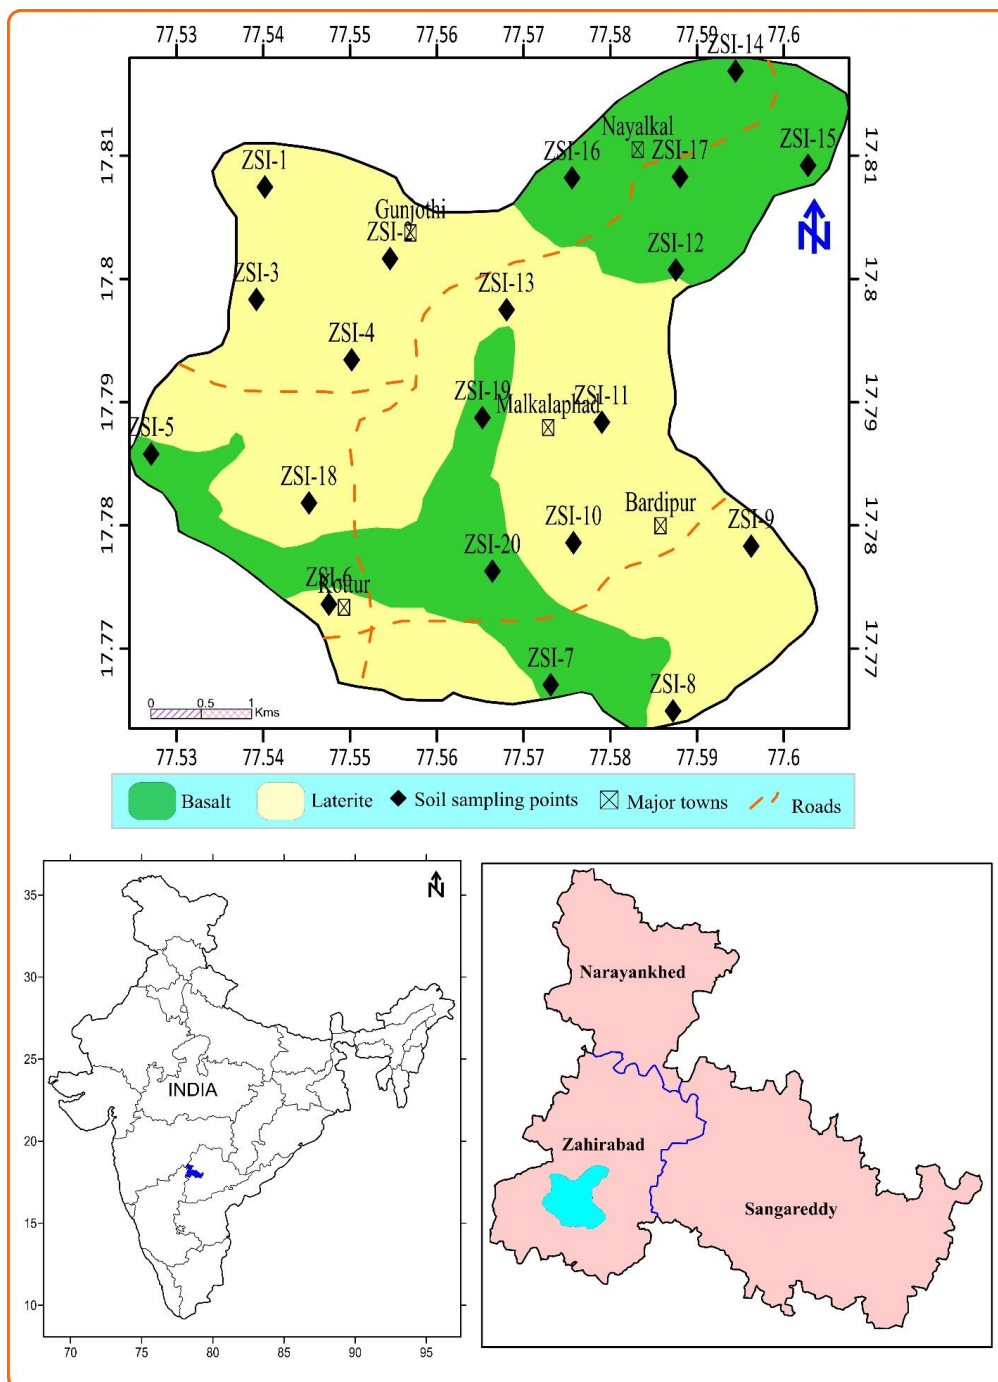 77.53 77.54 77.55 77.57 77.58 77.59 77.6
ZSI-14
Nayalkal
17.81 ZSI-1 ZSI-16 ZSI-17 ZSI-15 17.81
Gunjothi
ZSI-2
N
ZSI-12
17.8 ZSI-3 ZSI-13 17.8
ZSI-4
17.79 ZSI-19 Malkalaphad ZSI-11 17.79
ZSI-5
ZSI-18 Bardipur
17.78 ZSI-10 ZSI-9 17.78
ZSI-20
ZSI-6
Kottur
17.77 ZSI-7 17.77
ZSI-8
0 0.5 1
Kms
77.53 77.54 77.55 77.57 77.58 77.59 77.6
Basalt Laterite Soil sampling points Major towns Roads
N
35
30
25
INDIA
20
15
10
70 75 80 85 90 95
Narayankhed
Zahirabad
Sangareddy